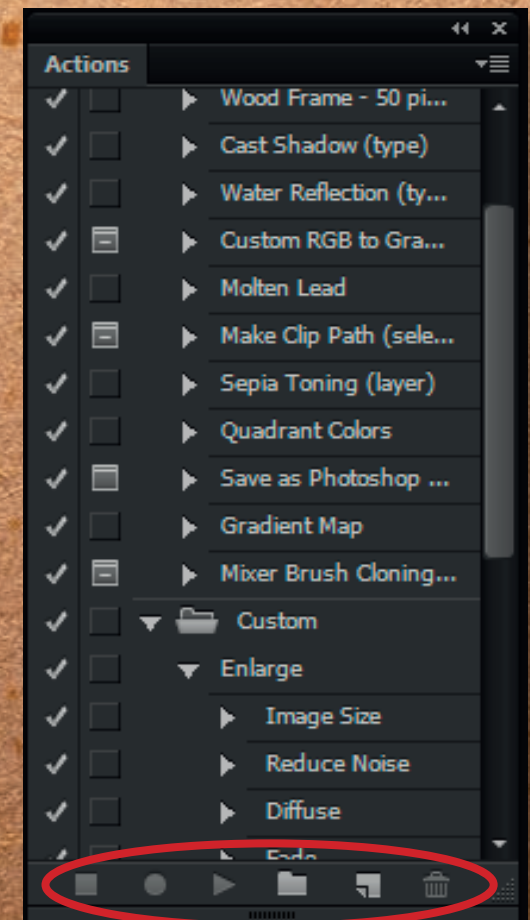 Actions
Wood Frame - 50 pi...
Cast Shadow (type)
Water Reflection (ty...
Custom RGB to Gra...
Molten Lead
Make Clip Path (sele...
Sepia Toning (layer)
Quadrant Colors
Save as Photoshop ...
Gradient Map
Mixer Brush Cloning...
Custom
Enlarge
Image Size
Reduce Noise
Diffuse
Fade